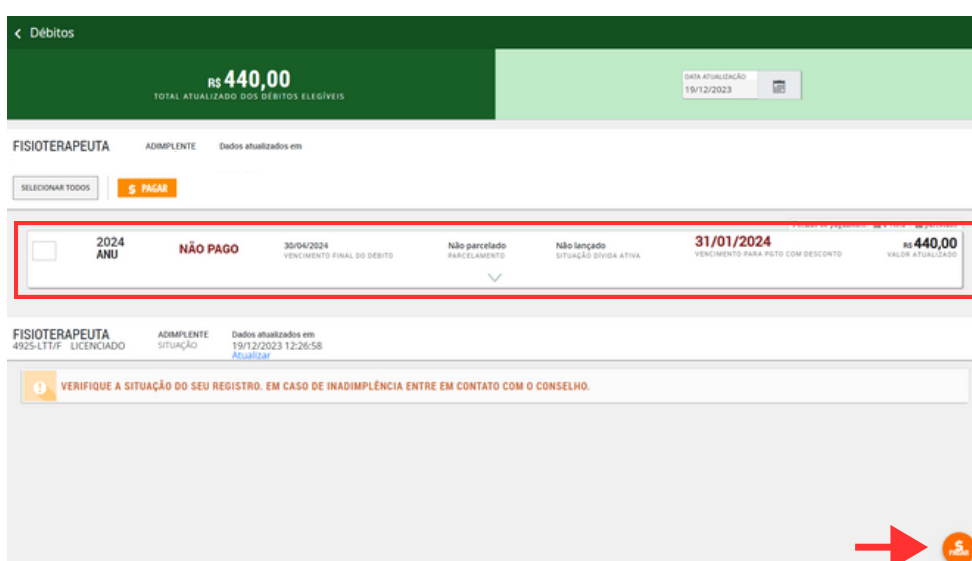 Débitos
R$ 440,00
TOTAL ATUALIZADO DOS DÉBITOS ELEGÍVEIS
DATA ATUALIZAÇÃO
19/12/2023
FISIOTERAPEUTA ADIMPLENTE Dados atualizados em
SELECIONAR TODOS $ PAGAR
2024 NÃO PAGO 30/04/2024 Não parcelado Não lançado 31/01/2024 R$ 440,00
ANU VENCIMENTO FINAL DO DÉBITO PARCELAMENTO SITUAÇÃO DÍVIDA ATIVA VENCIMENTO PARA PGTO COM DESCONTO VALOR ATUALIZADO
FISIOTERAPEUTA ADIMPLENTE Dados atualizados em
4925-LTT/F LICENCIADO SITUAÇÃO 19/12/2023 12:26:58
Atualizar
VERIFIQUE A SITUAÇÃO DO SEU REGISTRO. EM CASO DE INADIMPLÊNCIA ENTRE EM CONTATO COM O CONSELHO.
$
PAGAR